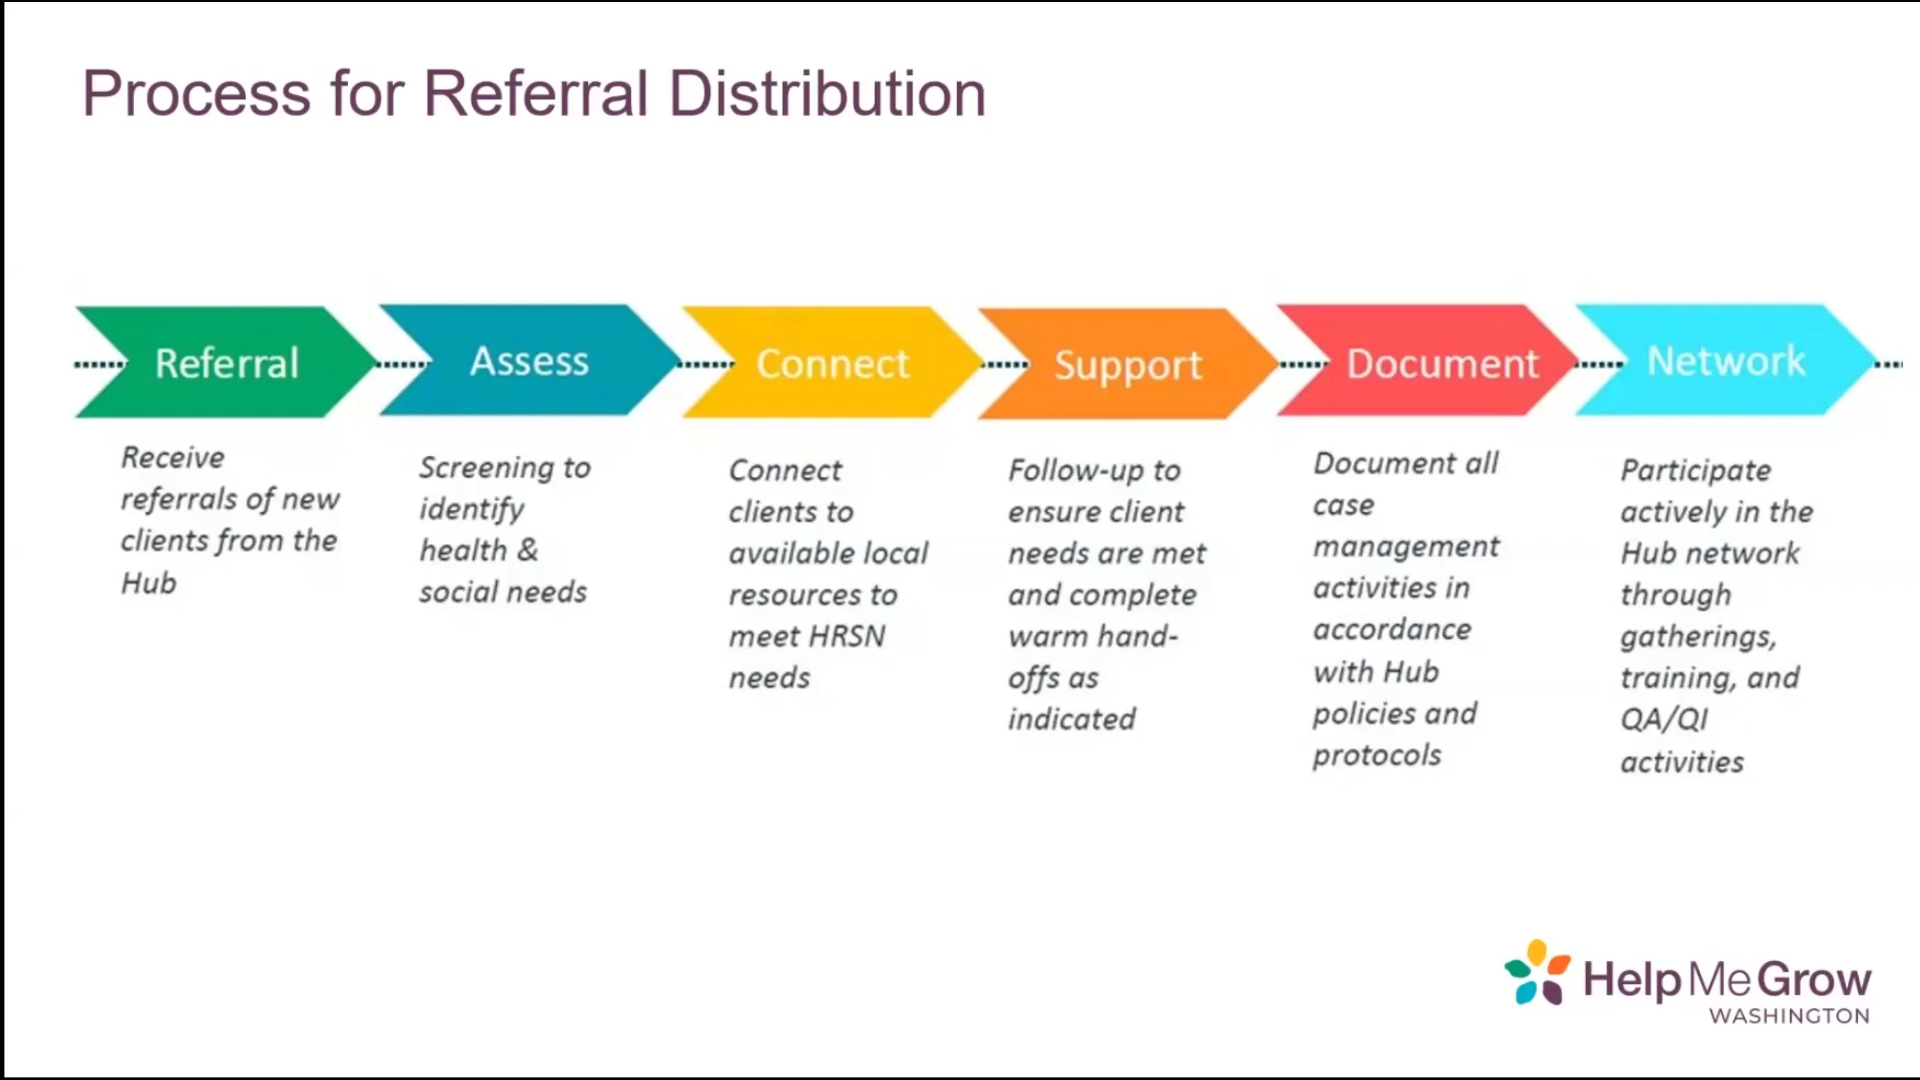 Process for Referral Distribution
Referral
Receive
referrals of new
clients from the
Hub
Assess
Screening to
identify
health &
social needs
Connect
Connect
clients to
available local
resources to
meet HRSN
needs
Support
Follow-up to
ensure client
needs are met
and complete
warm hand-
offs as
indicated
Document
Document all
case
management
activities in
accordance
with Hub
policies and
protocols
Network
Participate
actively in the
Hub network
through
gatherings,
training, and
QA/QI
activities
HelpMeGrow
WASHINGTON